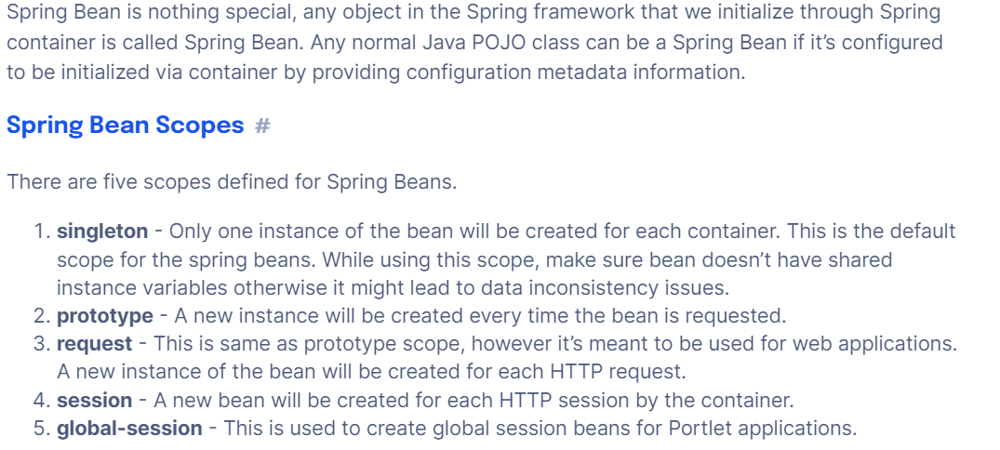 Spring Bean is nothing special, any object in the Spring framework that we initialize through Spring
container is called Spring Bean. Any normal Java POJO class can be a Spring Bean if it’s configured
to be initialized via container by providing configuration metadata information.
Spring Bean Scopes #
There are five scopes defined for Spring Beans.
1. singleton - Only one instance of the bean will be created for each container. This is the default
scope for the spring beans. While using this scope, make sure bean doesn’t have shared
instance variables otherwise it might lead to data inconsistency issues.
2. prototype - A new instance will be created every time the bean is requested.
3. request - This is same as prototype scope, however it’s meant to be used for web applications.
A new instance of the bean will be created for each HTTP request.
4. session - A new bean will be created for each HTTP session by the container.
5. global-session - This is used to create global session beans for Portlet applications.